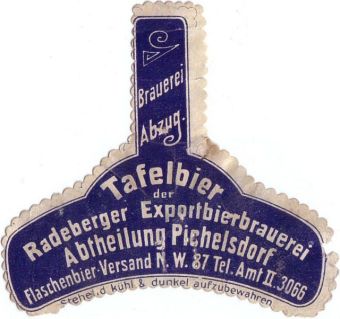 Brauerei
Abzug.
Tafelbier
der
Radeberger Exportbierbrauerei
Abtheilung Pichelsdorf
Flaschenbier-Versand N. W. 87 Tel. Amt II. 3066
Stehend kühl & dunkel aufzubewahren